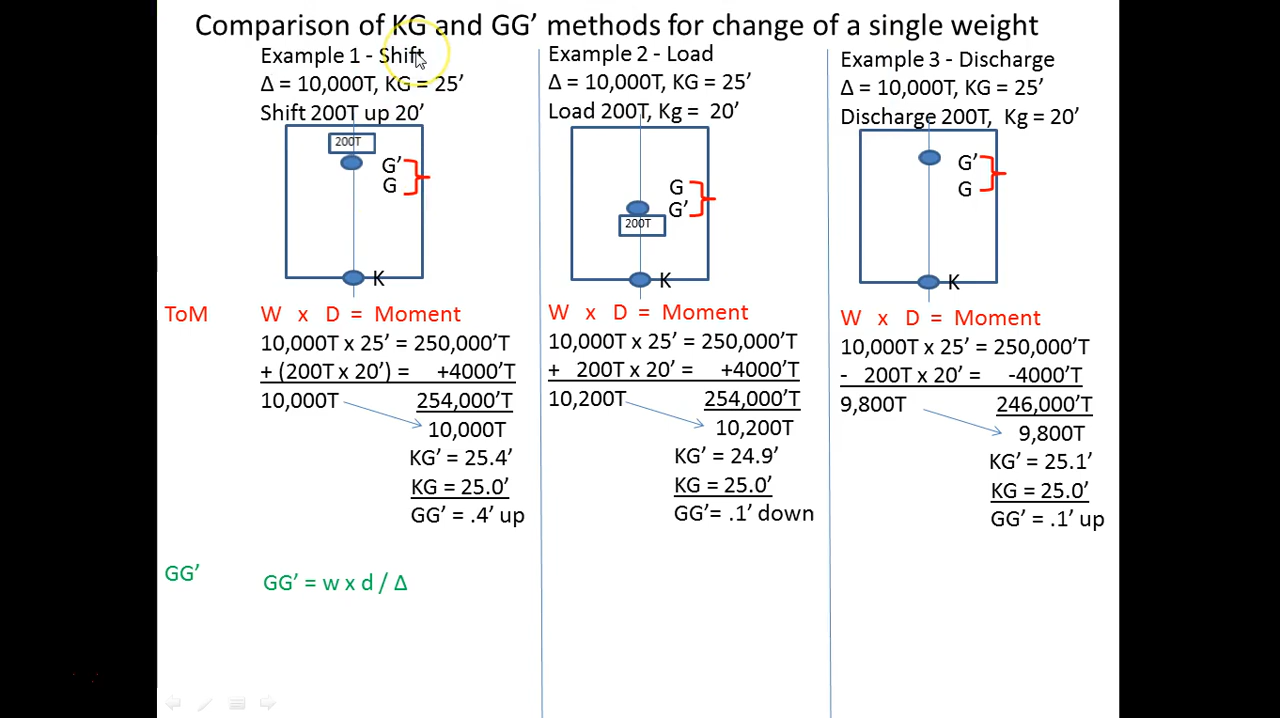 Comparison of KG and GG’ methods for change of a single weight
Example 1 - Shift
Δ = 10,000T, KG = 25’
Shift 200T up 20’
200T
G’
G
K
Example 2 - Load
Δ = 10,000T, KG = 25’
Load 200T, Kg = 20’
G
G’
200T
K
Example 3 - Discharge
Δ = 10,000T, KG = 25’
Discharge 200T, Kg = 20’
G’
G
K
ToM
W x D = Moment
10,000T x 25’ = 250,000’T
+ (200T x 20’) = +4000’T
10,000T 254,000’T
10,000T
KG’ = 25.4’
KG = 25.0’
GG’ = .4’ up
W x D = Moment
10,000T x 25’ = 250,000’T
+ 200T x 20’ = +4000’T
10,200T 254,000’T
10,200T
KG’ = 24.9’
KG = 25.0’
GG’= .1’ down
W x D = Moment
10,000T x 25’ = 250,000’T
- 200T x 20’ = -4000’T
9,800T 246,000’T
9,800T
KG’ = 25.1’
KG = 25.0’
GG’ = .1’ up
GG’
GG’ = w x d / Δ